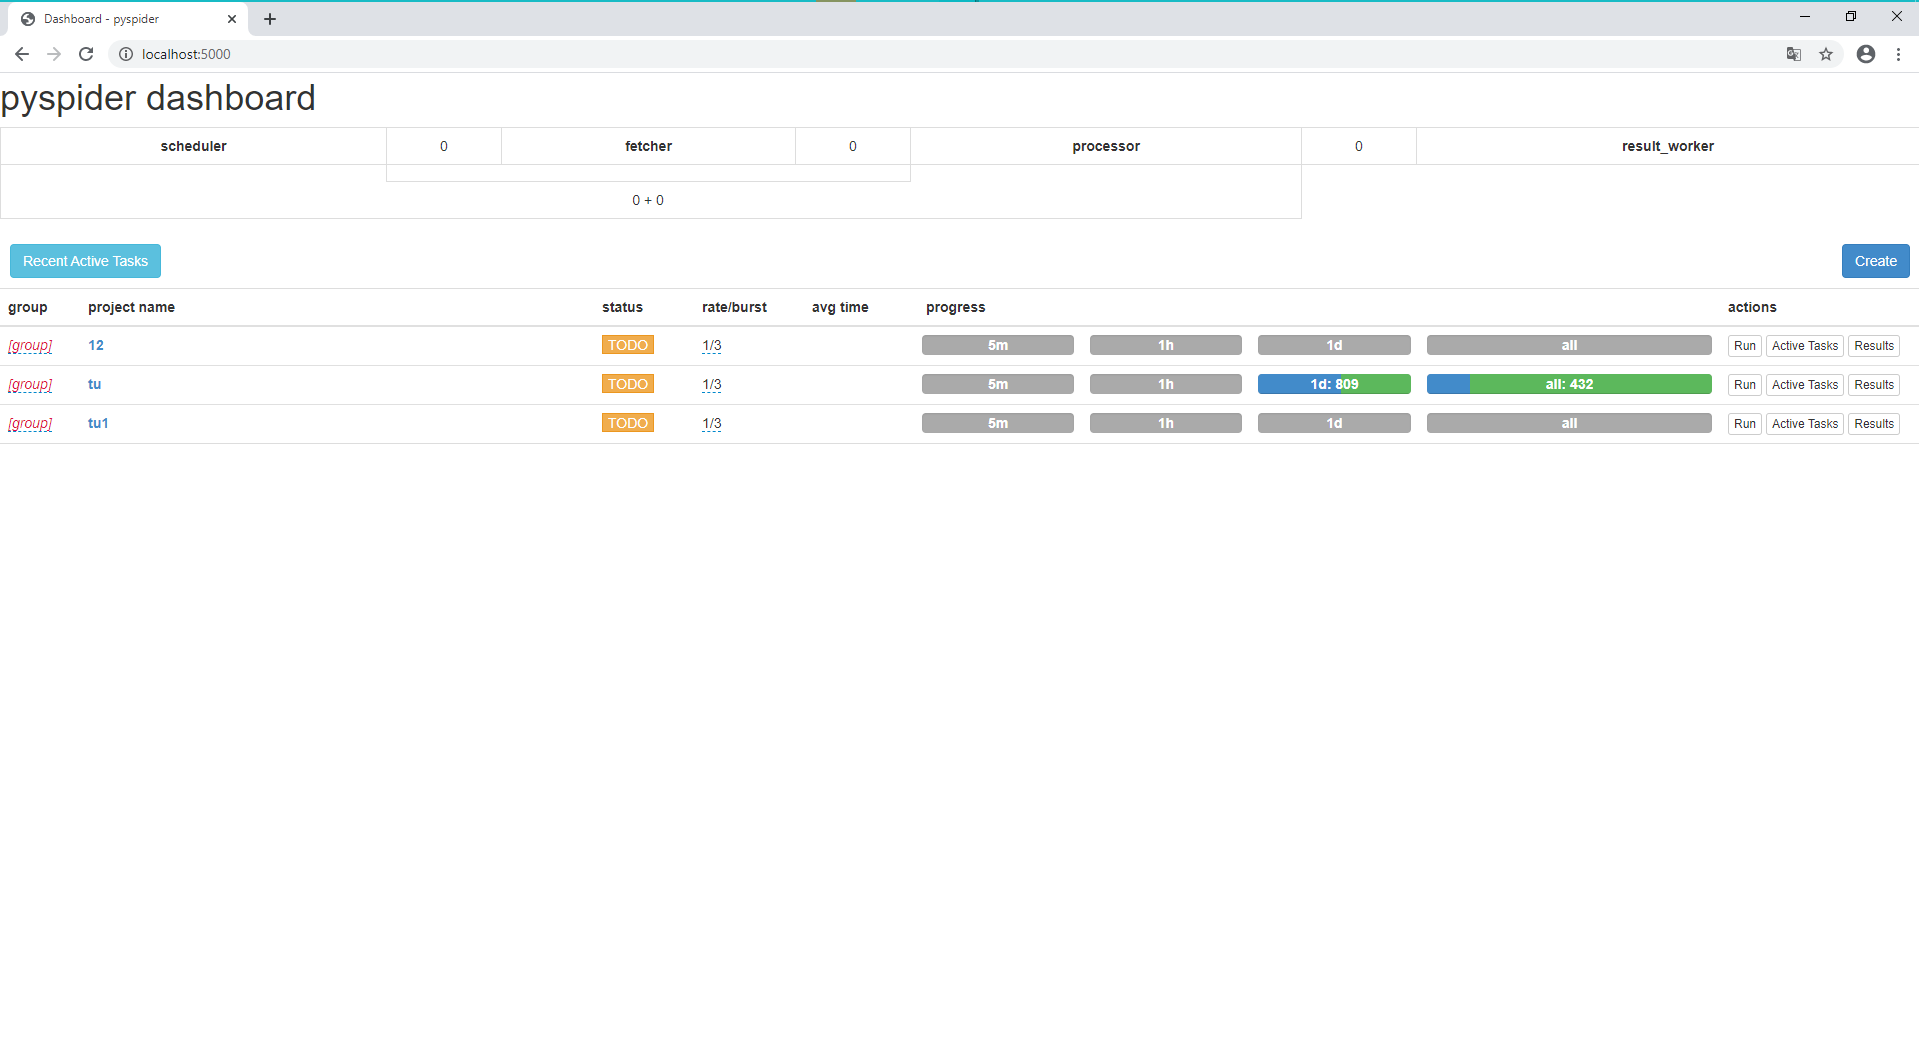 Dashboard - pyspider
localhost:5000
pyspider dashboard
scheduler 0 fetcher 0 processor 0 result_worker
0 + 0
Recent Active Tasks Create
group project name status rate/burst avg time progress actions
[group] 12 TODO 1/3 5m 1h 1d all Run Active Tasks Results
[group] tu TODO 1/3 5m 1h 1d: 809 all: 432 Run Active Tasks Results
[group] tu1 TODO 1/3 5m 1h 1d all Run Active Tasks Results